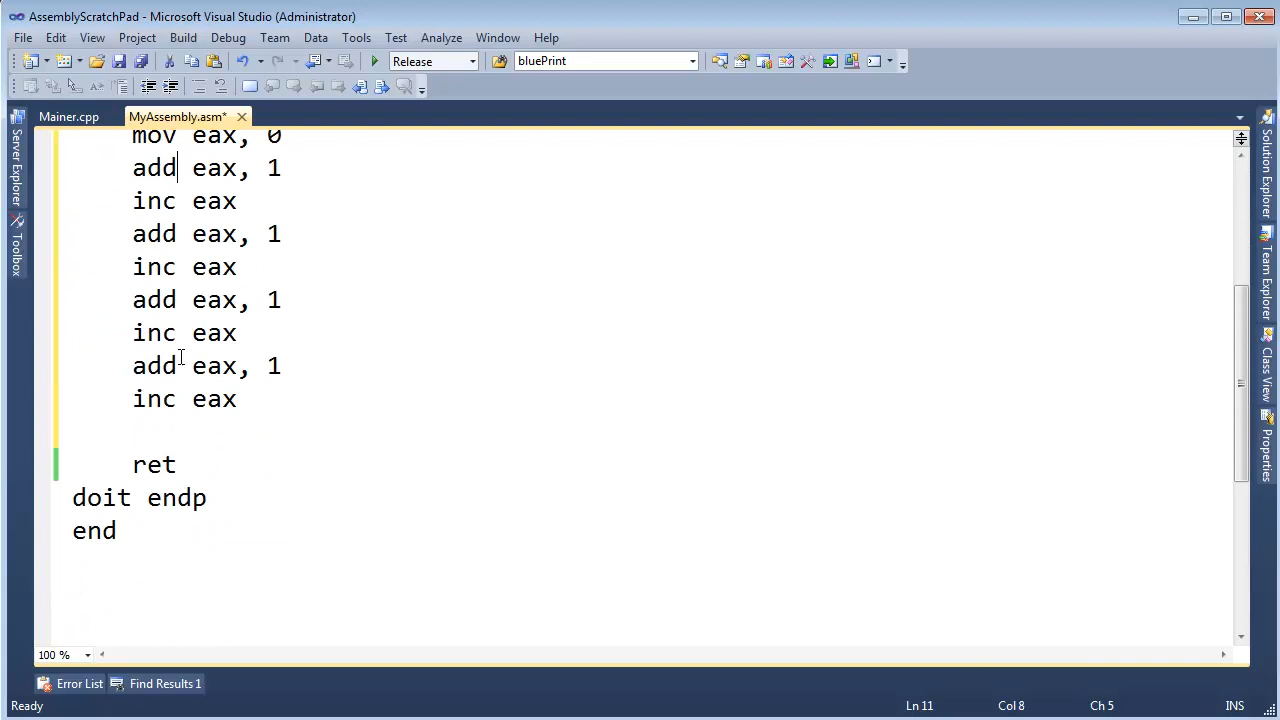 AssemblyScratchPad - Microsoft Visual Studio (Administrator)
File Edit View Project Build Debug Team Data Tools Test Analyze Window Help
Release bluePrint
Mainer.cpp MyAssembly.asm*
mov eax, 0
add eax, 1
inc eax
add eax, 1
inc eax
add eax, 1
inc eax
add eax, 1
inc eax
ret
doit endp
end
Server Explorer
Toolbox
Solution Explorer
Team Explorer
Class View
Properties
100 %
Error List Find Results 1
Ready Ln 11 Col 8 Ch 5 INS